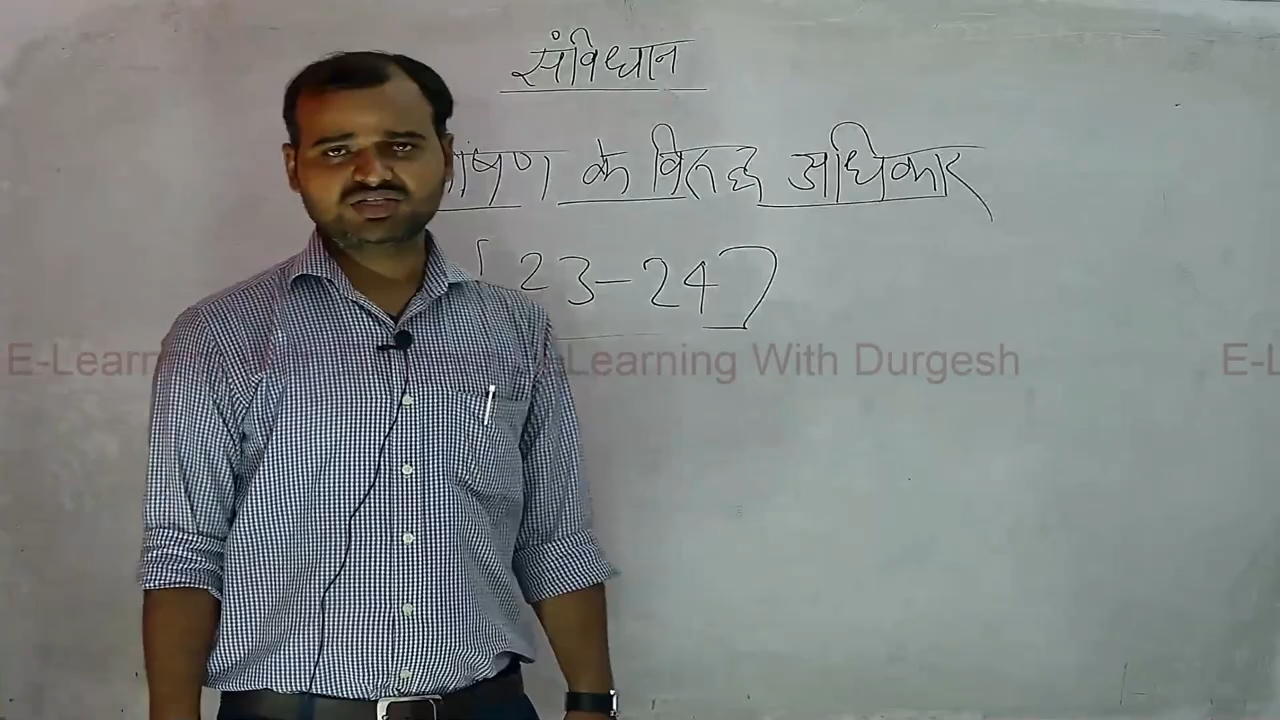 संविधान
के विरुद्ध अधिकार
[23-24]
E-Learning With Durgesh